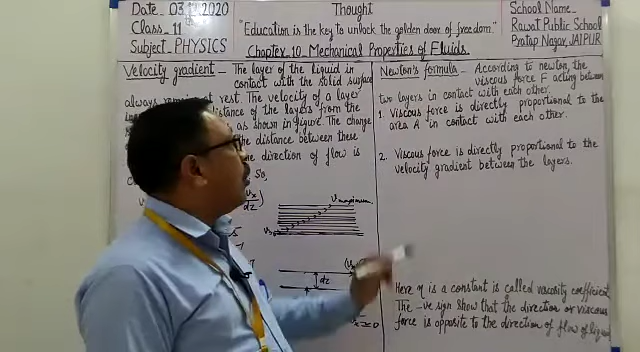 Date - 03.12.2020
Class - 11
Subject - PHYSICS
Thought
"Education is the key to unlock the golden door of freedom."
Chapter 10 - Mechanical Properties of Fluids.
School Name -
Rawat Public School
Pratap Nagar, JAIPUR
Velocity gradient - The layer of the liquid in
contact with the solid surface
always at rest. The velocity of a layer
distance of the layers from the
as shown in figure. The change
the distance between these
the direction of flow is
So,
v maximum
dz
Newton's formula - According to newton, the
viscous force F acting between
two layers in contact with each other.
1. Viscous force is directly proportional to the
area A in contact with each other.
2. Viscous force is directly proportional to the
velocity gradient between the layers.
Here η is a constant is called viscosity coefficient
The -ve sign show that the direction or viscous
force is opposite to the direction of flow of liquid